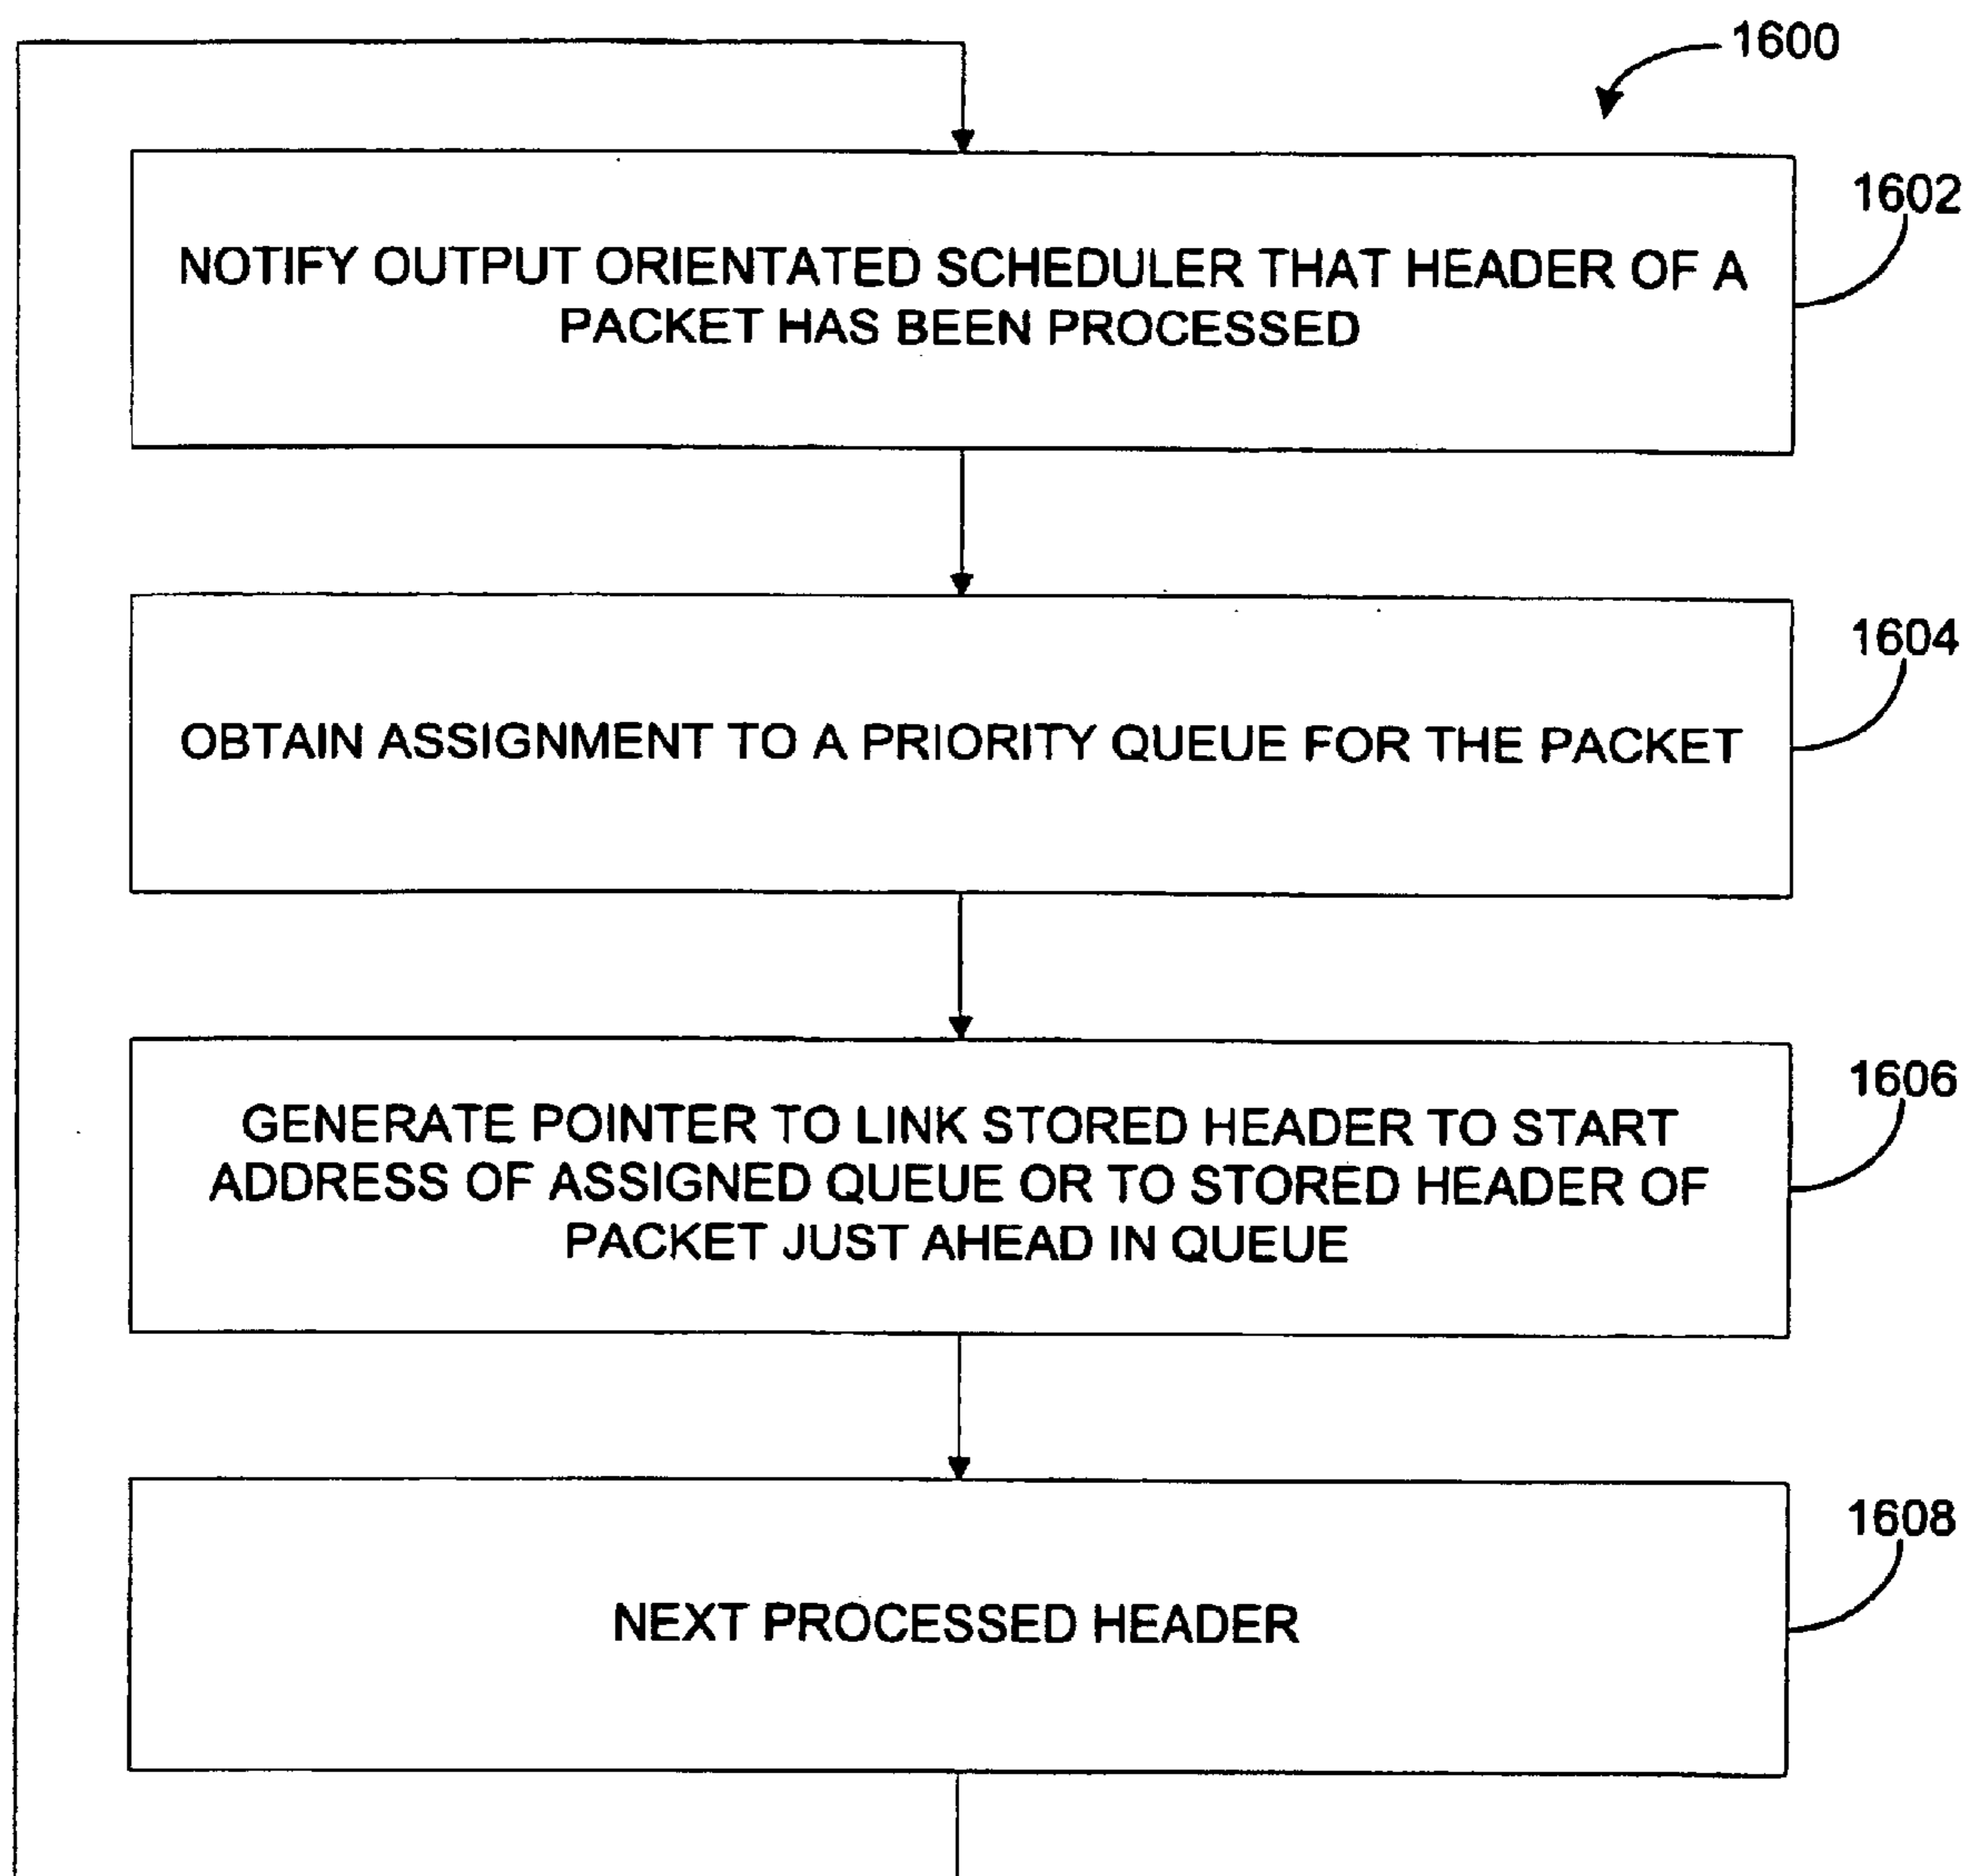 1600
1602
NOTIFY OUTPUT ORIENTATED SCHEDULER THAT HEADER OF A
PACKET HAS BEEN PROCESSED
1604
OBTAIN ASSIGNMENT TO A PRIORITY QUEUE FOR THE PACKET
1606
GENERATE POINTER TO LINK STORED HEADER TO START
ADDRESS OF ASSIGNED QUEUE OR TO STORED HEADER OF
PACKET JUST AHEAD IN QUEUE
1608
NEXT PROCESSED HEADER